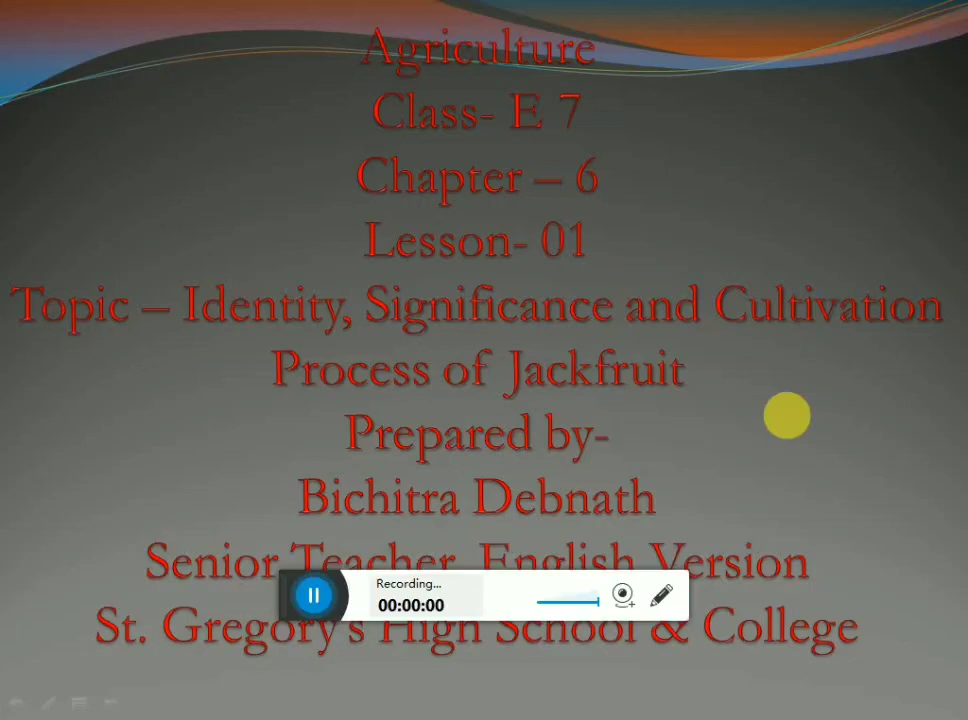 Agriculture
Class- E 7
Chapter – 6
Lesson- 01
Topic – Identity, Significance and Cultivation
Process of Jackfruit
Prepared by-
Bichitra Debnath
Senior Teacher, English Version
Recording...
00:00:00
St. Gregory's High School & College